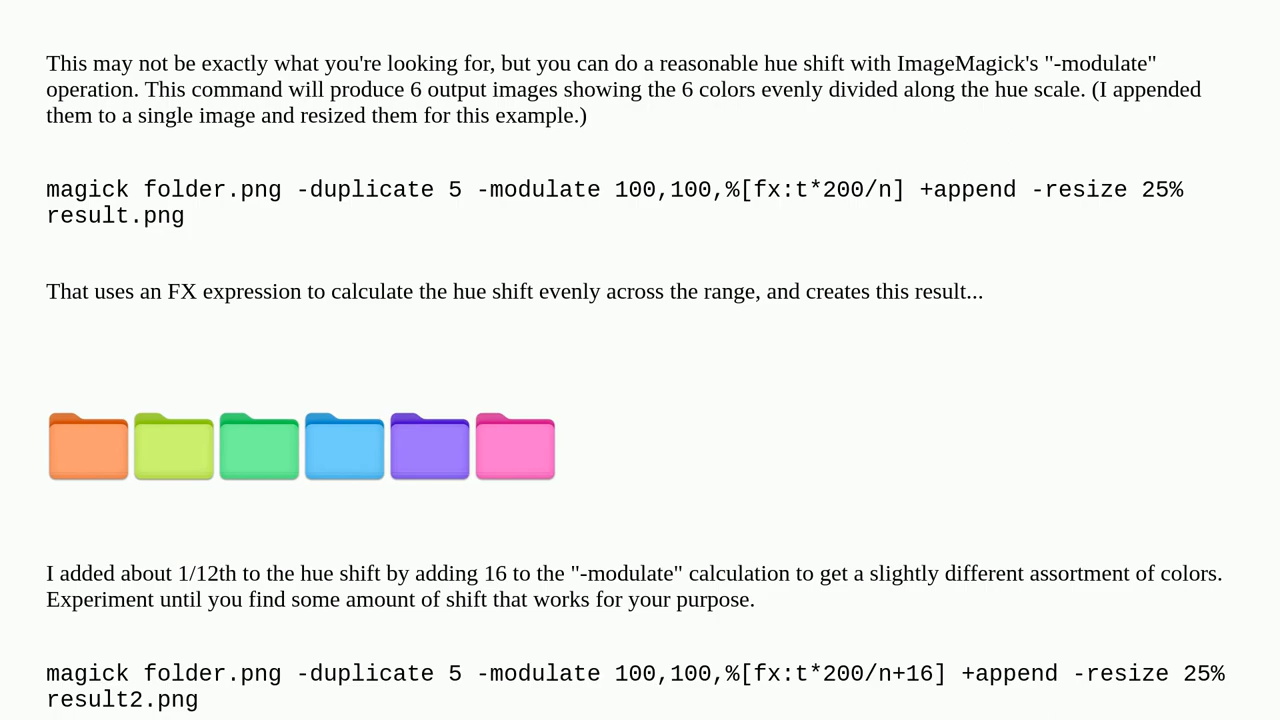 This may not be exactly what you're looking for, but you can do a reasonable hue shift with ImageMagick's "-modulate"
operation. This command will produce 6 output images showing the 6 colors evenly divided along the hue scale. (I appended
them to a single image and resized them for this example.)
magick folder.png -duplicate 5 -modulate 100,100,%[fx:t*200/n] +append -resize 25%
result.png
That uses an FX expression to calculate the hue shift evenly across the range, and creates this result...
I added about 1/12th to the hue shift by adding 16 to the "-modulate" calculation to get a slightly different assortment of colors.
Experiment until you find some amount of shift that works for your purpose.
magick folder.png -duplicate 5 -modulate 100,100,%[fx:t*200/n+16] +append -resize 25%
result2.png